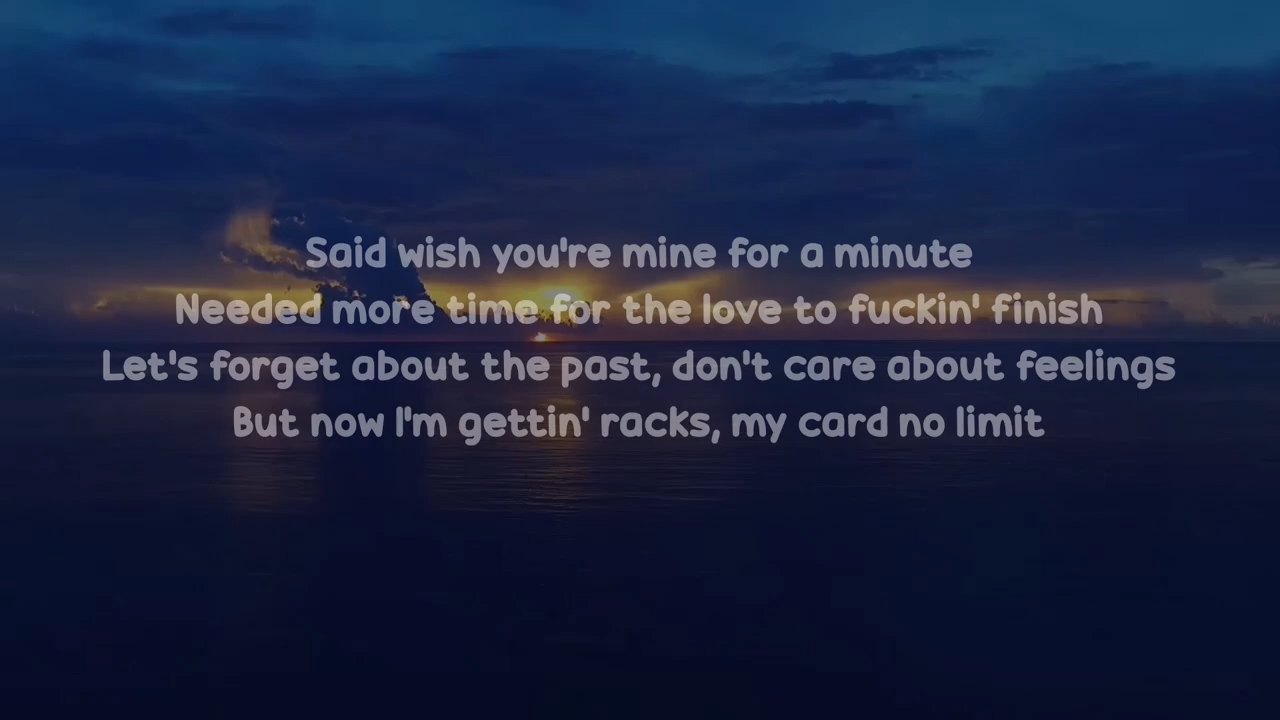 Said wish you're mine for a minute
Needed more time for the love to fuckin' finish
Let's forget about the past, don't care about feelings
But now I'm gettin' racks, my card no limit